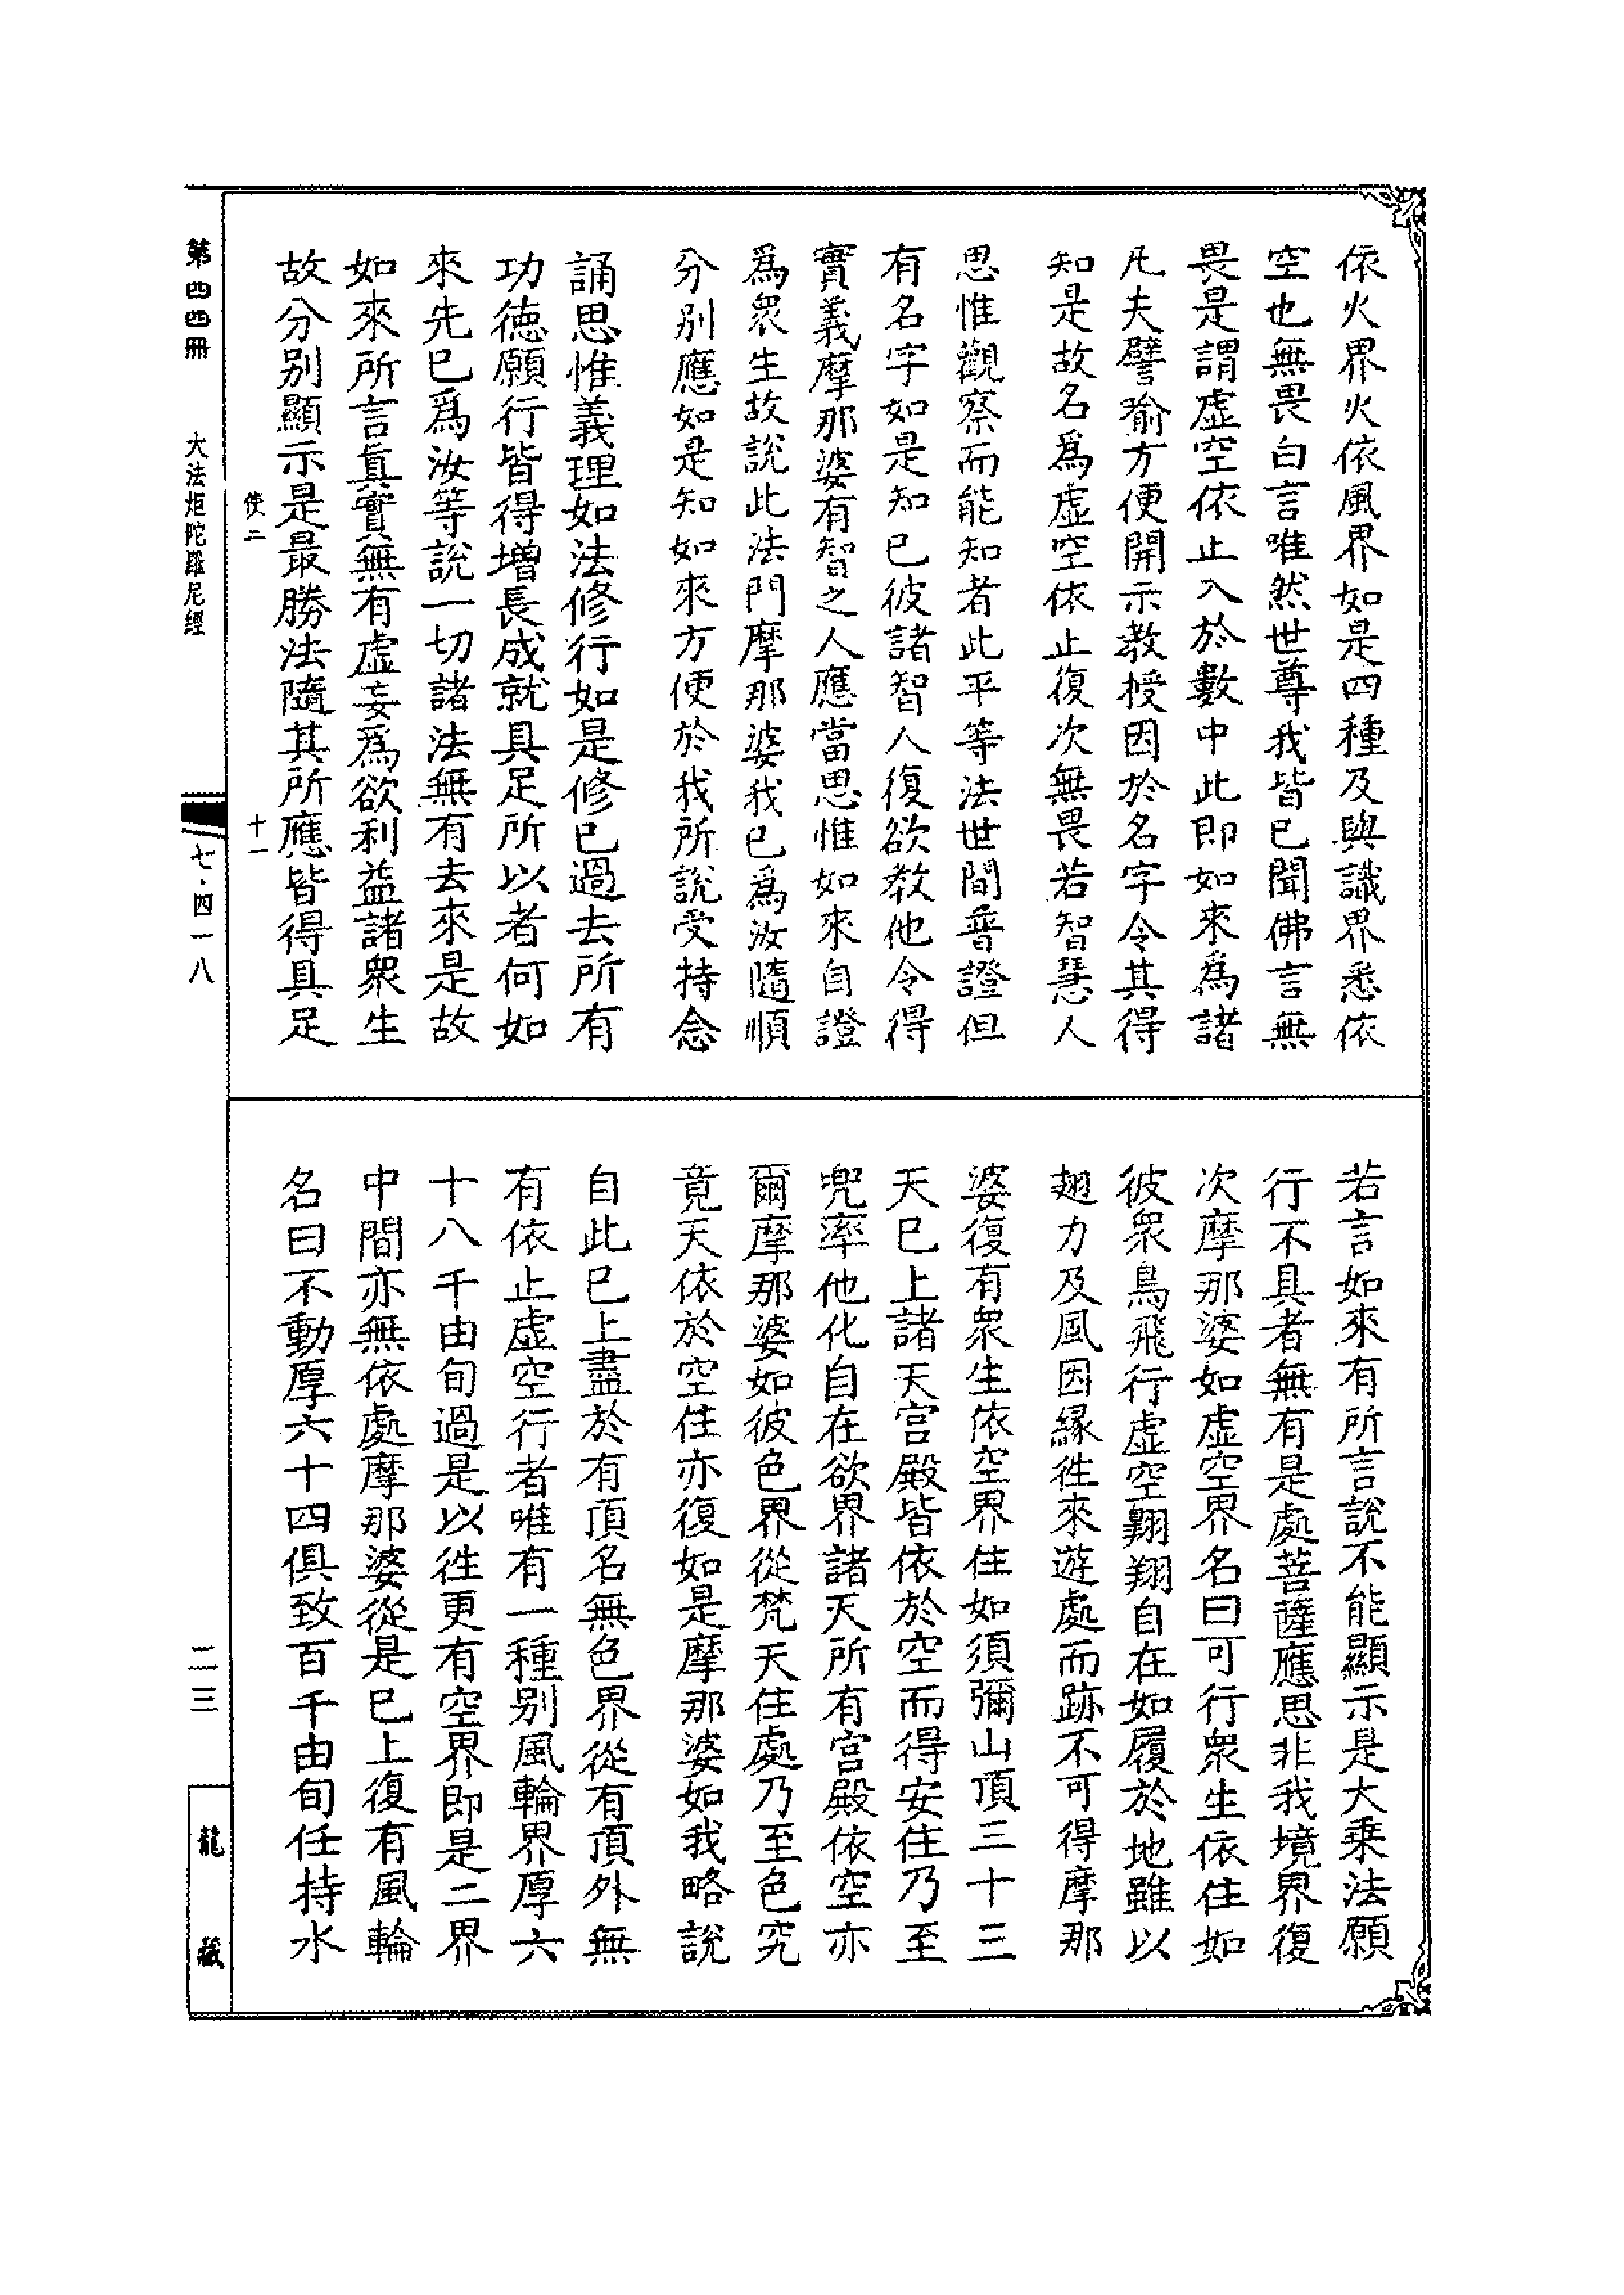 依火界火依風界如是四種及與識界悉依
空也無畏白言唯然世尊我皆已聞佛言無
畏是謂虛空依止入於數中此即如來爲諸
凡夫譬喻方便開示教授因於名字令其得
知是故名爲虛空依止復次無畏若智慧人
思惟觀察而能知者此平等法世間普證但
有名字如是知已彼諸智人復欲教他令得
實義摩那婆有智之人應當思惟如來自證
爲衆生故說此法門摩那婆我已爲汝隨順
分别應如是知如來方便於我所說受持念
誦思惟義理如法修行如是修已過去所有
功德願行皆得增長成就具足所以者何如
來先已爲汝等說一切諸法無有去來是故
如來所言眞實無有虛妄爲欲利益諸衆生
故分别顯示是最勝法隨其所應皆得具足
若言如來有所言說不能顯示是大乘法願
行不具者無有是處菩薩應思非我境界復
次摩那婆如虛空界名曰可行衆生依住如
彼衆鳥飛行虛空翺翔自在如履於地雖以
翅力及風因緣徃來遊處而跡不可得摩那
婆復有衆生依空界住如須彌山頂三十三
天已上諸天宮殿皆依於空而得安住乃至
兜率他化自在欲界諸天所有宮殿依空亦
爾摩那婆如彼色界從梵天住處乃至色究
竟天依於空住亦復如是摩那婆如我略說
自此已上盡於有頂名無色界從有頂外無
有依止虛空行者唯有一種别風輪界厚六
十八千由旬過是以徃更有空界即是二界
中間亦無依處摩那婆從是已上復有風輪
名曰不動厚六十四俱致百千由旬任持水
使二
十一
第四四册
大法炬陀羅尼經
七·四一八
二三
龍藏